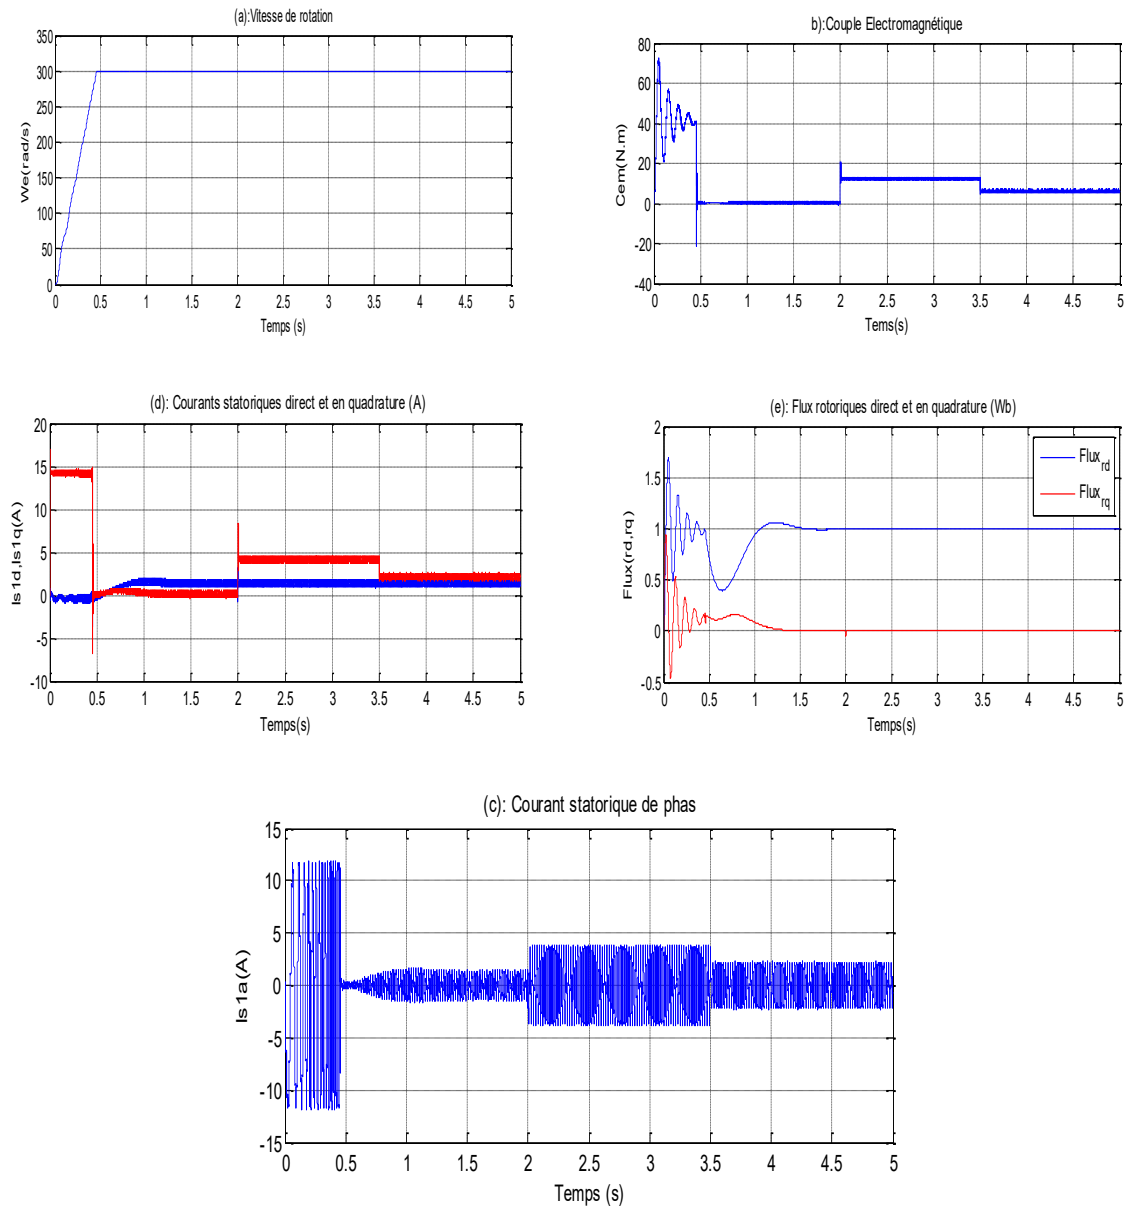 (a):Vitesse de rotation
350
300
250
200
150
100
50
0
We(rad/s)
0 0.5 1 1.5 2 2.5 3 3.5 4 4.5 5
Temps (s)
b):Couple Electromagnétique
80
60
40
20
0
-20
-40
Cem(N.m)
0 0.5 1 1.5 2 2.5 3 3.5 4 4.5 5
Tems(s)
(d): Courants statoriques direct et en quadrature (A)
20
15
10
5
0
-5
-10
Is1d,Is1q(A)
0 0.5 1 1.5 2 2.5 3 3.5 4 4.5 5
Temps(s)
(e): Flux rotoriques direct et en quadrature (Wb)
2
1.5
1
0.5
0
-0.5
Flux(rd,rq)
Flux rd
Flux rq
0 0.5 1 1.5 2 2.5 3 3.5 4 4.5 5
Temps(s)
(c): Courant statorique de phas
15
10
5
0
-5
-10
-15
Is1a(A)
0 0.5 1 1.5 2 2.5 3 3.5 4 4.5 5
Temps (s)